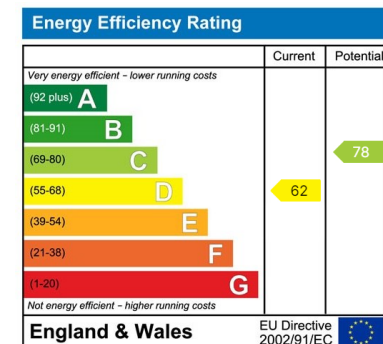 Energy Efficiency Rating
Current Potential
Very energy efficient – lower running costs
(92 plus) A
(81-91) B
(69-80) C
78
(55-68) D
62
(39-54) E
(21-38) F
(1-20) G
Not energy efficient – higher running costs
England & Wales
EU Directive
2002/91/EC